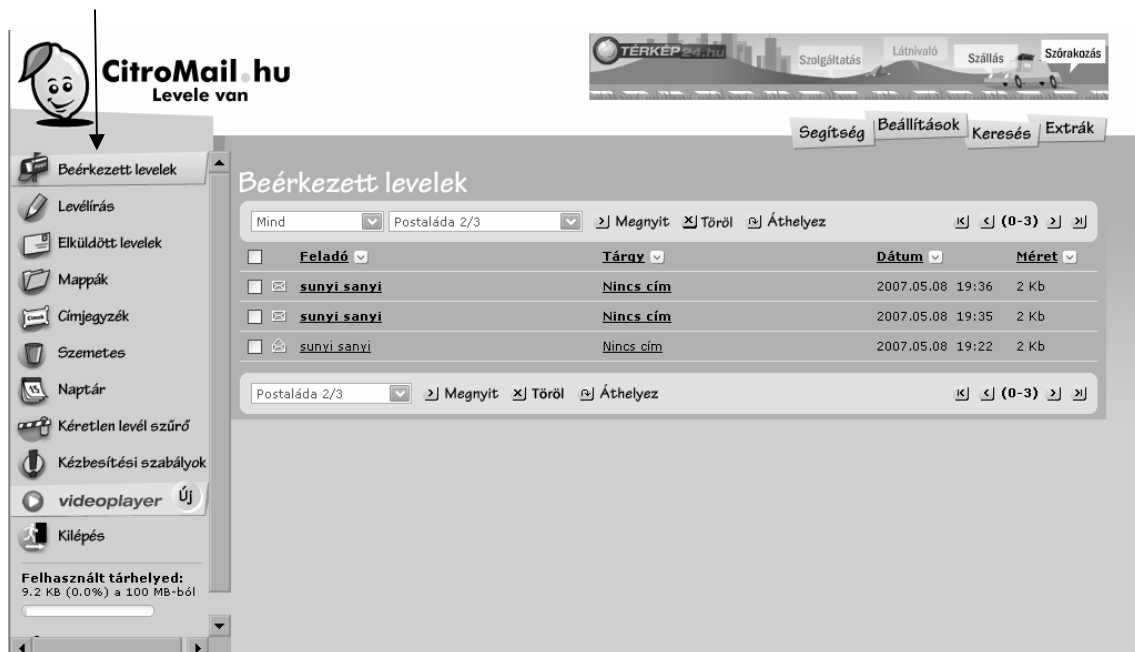 CitroMail.hu
Levele van
TÉRKÉP24.hu
Szolgáltatás
Látnivaló
Szállás
Szórakozás
Segítség
Beállítások
Keresés
Extrák
Beérkezett levelek
Levélírás
Elküldött levelek
Mappák
Címjegyzék
Szemetes
Naptár
Kéretlen levél szűrő
Kézbesítési szabályok
videoplayer Új
Kilépés
Felhasznált tárhelyed:
9.2 KB (0.0%) a 100 MB-ból
Beérkezett levelek
Mind Postaláda 2/3 Megnyit Töröl Áthelyez (0-3)
Feladó Tárgy Dátum Méret
sunyi sanyi Nincs cím 2007.05.08 19:36 2 Kb
sunyi sanyi Nincs cím 2007.05.08 19:35 2 Kb
sunyi sanyi Nincs cím 2007.05.08 19:22 2 Kb
Postaláda 2/3 Megnyit Töröl Áthelyez (0-3)